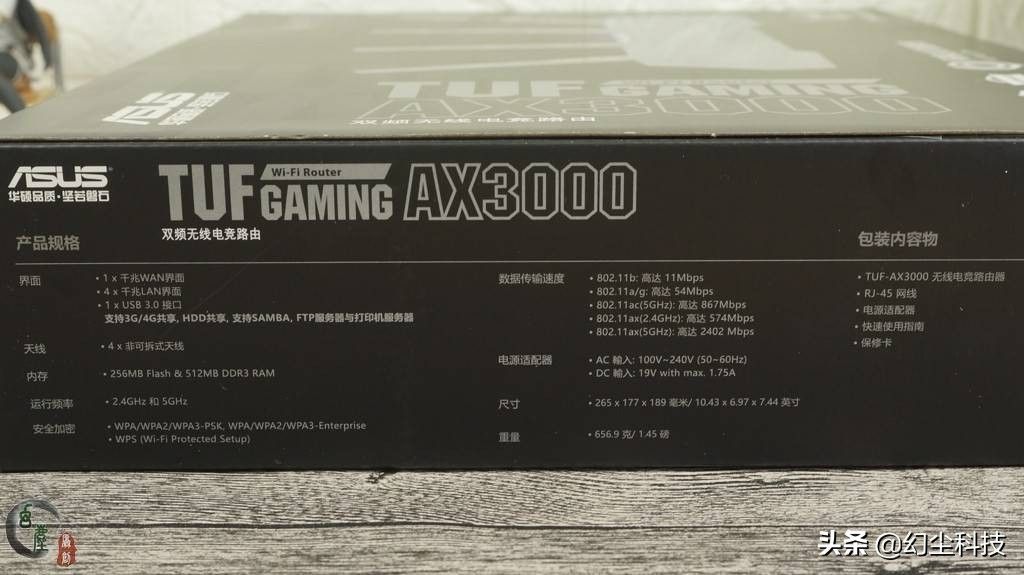 ASUS
TUF GAMING
AX3000
双频无线电竞路由
ASUS
华硕品质·坚若磐石
TUF GAMING AX3000
Wi-Fi Router
双频无线电竞路由
产品规格
界面
• 1 x 千兆WAN界面
• 4 x 千兆LAN界面
• 1 x USB 3.0 接口
支持3G/4G共享, HDD共享, 支持SAMBA, FTP服务器与打印机服务器
天线
• 4 x 非可拆式天线
内存
• 256MB Flash & 512MB DDR3 RAM
运行频率
• 2.4GHz 和 5GHz
安全加密
• WPA/WPA2/WPA3-PSK, WPA/WPA2/WPA3-Enterprise
• WPS (Wi-Fi Protected Setup)
数据传输速度
• 802.11b: 高达 11Mbps
• 802.11a/g: 高达 54Mbps
• 802.11ac(5GHz): 高达 867Mbps
• 802.11ax(2.4GHz): 高达 574Mbps
• 802.11ax(5GHz): 高达 2402 Mbps
电源适配器
• AC 输入: 100V~240V (50~60Hz)
• DC 输入: 19V with max. 1.75A
尺寸
• 265 x 177 x 189 毫米/ 10.43 x 6.97 x 7.44 英寸
重量
• 656.9 克/ 1.45 磅
包装内容物
• TUF-AX3000 无线电竞路由器
• RJ-45 网线
• 电源适配器
• 快速使用指南
• 保修卡
头条 @幻尘科技